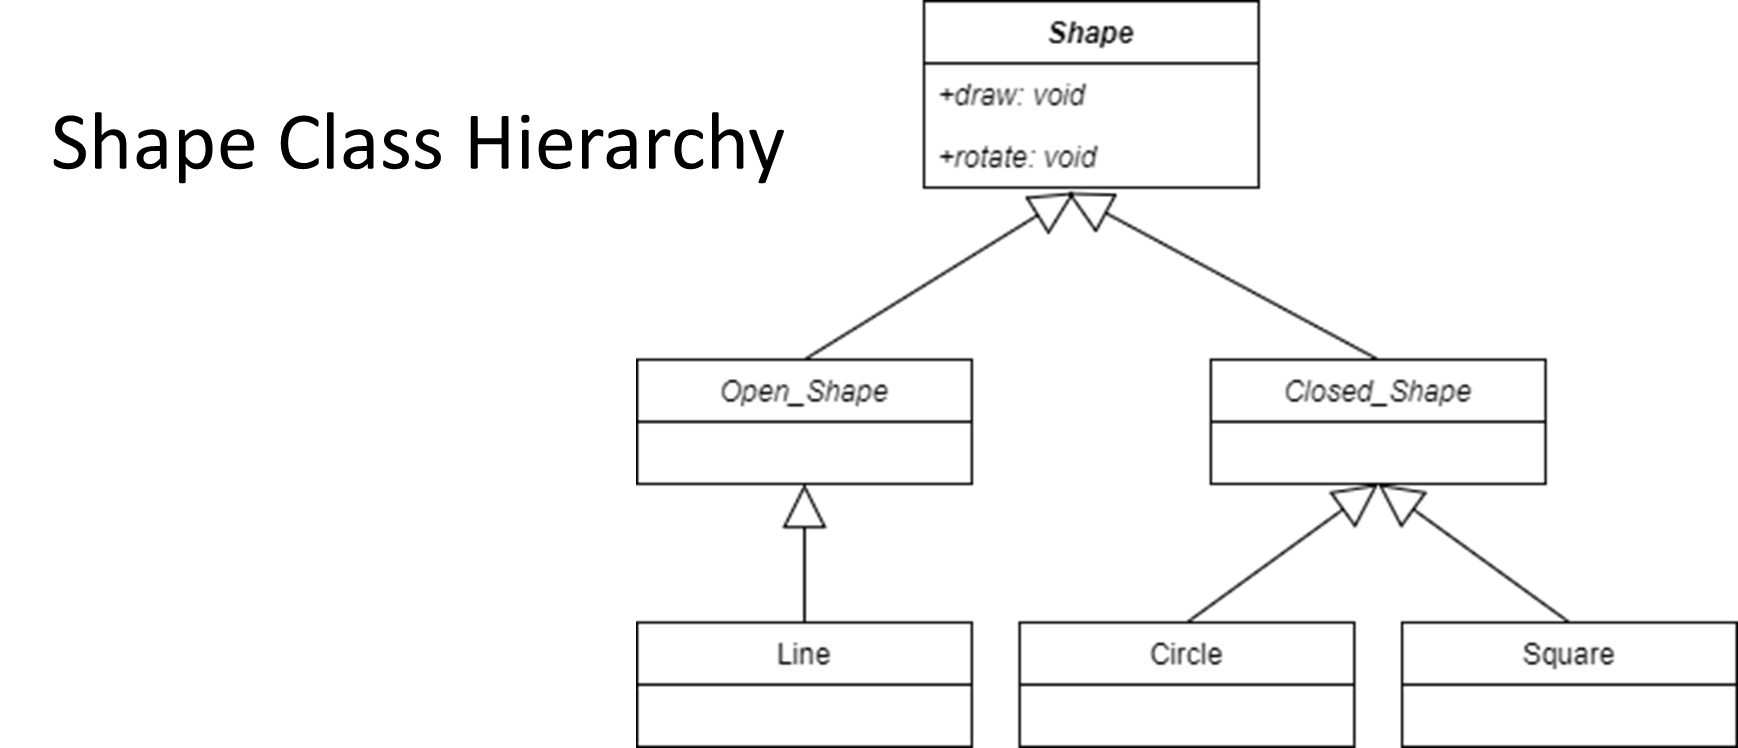 Shape Class Hierarchy
Shape
+draw: void
+rotate: void
Open_Shape
Closed_Shape
Line
Circle
Square